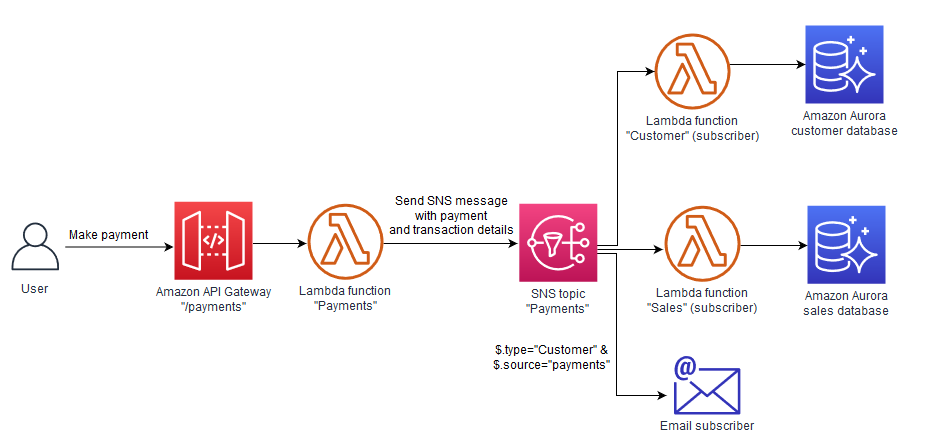 Lambda function
"Customer" (subscriber)
Amazon Aurora
customer database
Make payment
User
Amazon API Gateway
"/payments"
Lambda function
"Payments"
Send SNS message
with payment
and transaction details
SNS topic
"Payments"
Lambda function
"Sales" (subscriber)
Amazon Aurora
sales database
$.type="Customer" &
$.source="payments"
@
Email subscriber